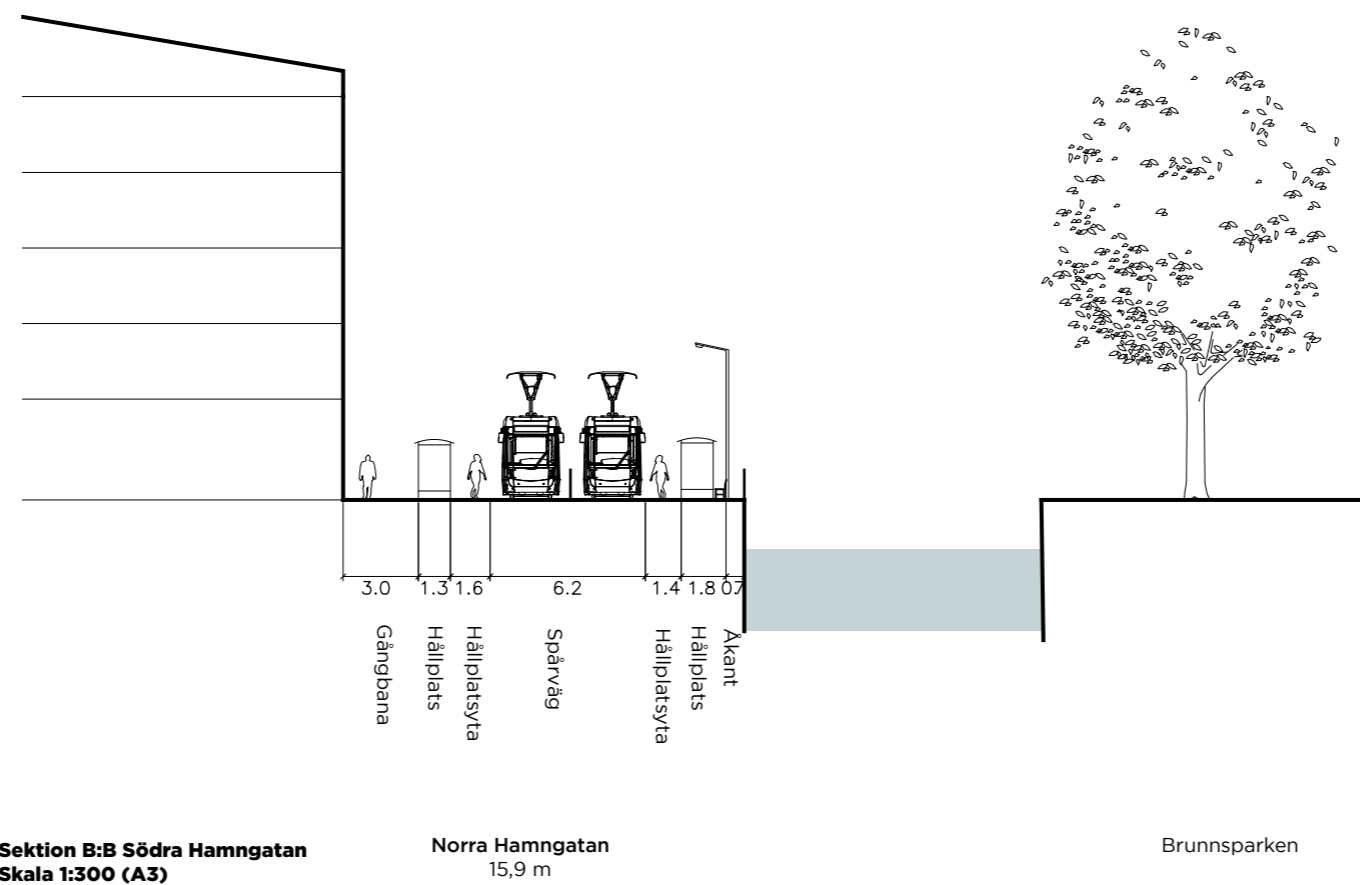 3.0 1.3 1.6 6.2 1.4 1.8 07
Gångbana
Hållplats
Hållplatsyta
Spårväg
Hållplatsyta
Hållplats
Åkant
Sektion B:B Södra Hamngatan
Skala 1:300 (A3)
Norra Hamngatan
15,9 m
Brunnsparken